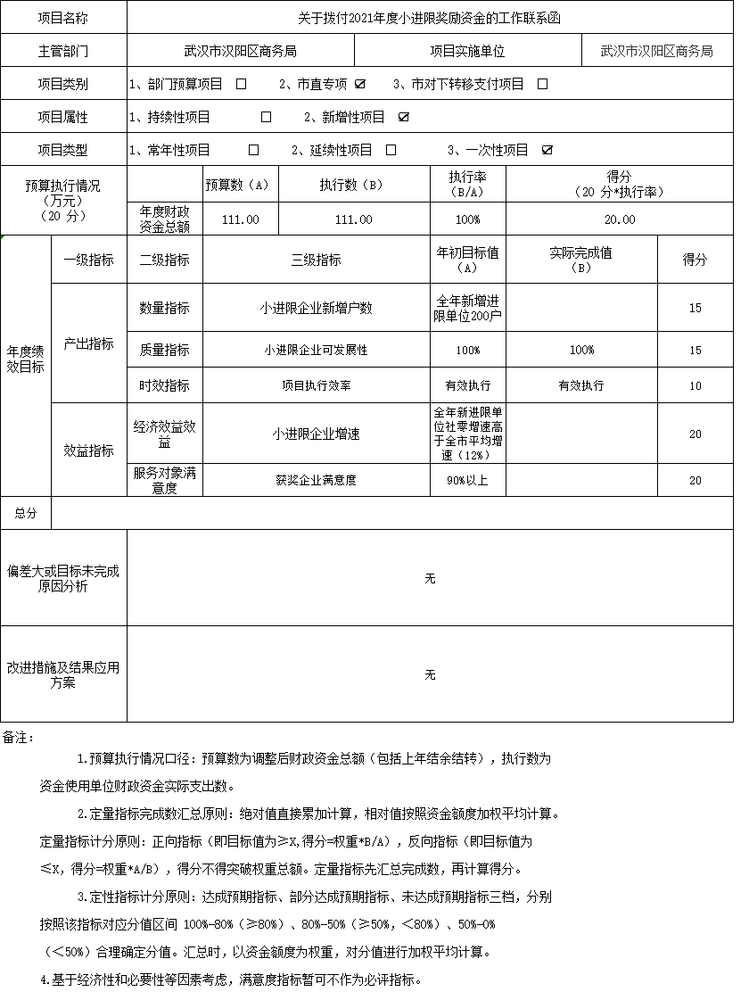 项目名称 关于拨付2021年度小进限奖励资金的工作联系函
主管部门 武汉市汉阳区商务局 项目实施单位 武汉市汉阳区商务局
项目类别 1、部门预算项目 □ 2、市直专项 ☑ 3、市对下转移支付项目 □
项目属性 1、持续性项目 □ 2、新增性项目 ☑
项目类型 1、常年性项目 □ 2、延续性项目 □ 3、一次性项目 ☑
预算执行情况
（万元）
（20 分）
预算数（A） 执行数（B）
执行率
（B/A）
得分
（20 分*执行率）
年度财政
资金总额
111.00 111.00 100% 20.00
年度绩
效目标
一级指标 二级指标 三级指标
年初目标值
（A）
实际完成值
（B）
得分
产出指标
数量指标 小进限企业新增户数
全年新增进
限单位200户
15
质量指标 小进限企业可发展性 100% 100% 15
时效指标 项目执行效率 有效执行 有效执行 10
效益指标
经济效益效
益
小进限企业增速
全年新进限单
位社零增速高
于全市平均增
速（12%）
20
服务对象满
意度
获奖企业满意度 90%以上 20
总分
偏差大或目标未完成
原因分析
无
改进措施及结果应用
方案
无
备注：
1.预算执行情况口径：预算数为调整后财政资金总额（包括上年结余结转），执行数为
资金使用单位财政资金实际支出数。
2.定量指标完成数汇总原则：绝对值直接累加计算，相对值按照资金额度加权平均计算。
定量指标计分原则：正向指标（即目标值为≥X,得分=权重*B/A），反向指标（即目标值为
≤X，得分=权重*A/B），得分不得突破权重总额。定量指标先汇总完成数，再计算得分。
3.定性指标计分原则：达成预期指标、部分达成预期指标、未达成预期指标三档，分别
按照该指标对应分值区间 100%-80%（≥80%）、80%-50%（≥50%，＜80%）、50%-0%
（＜50%）合理确定分值。汇总时，以资金额度为权重，对分值进行加权平均计算。
4.基于经济性和必要性等因素考虑，满意度指标暂可不作为必评指标。